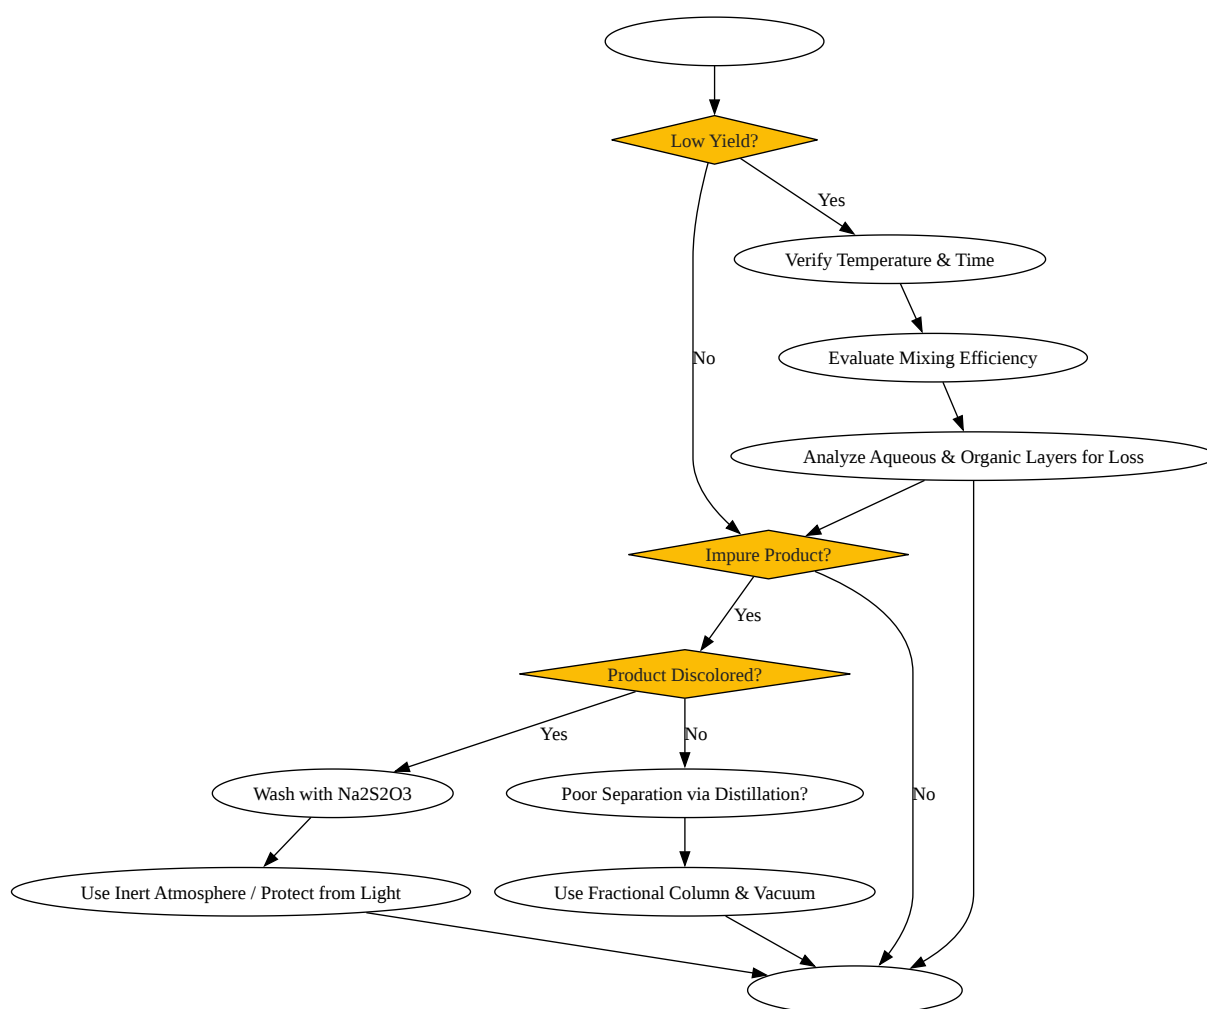 Low Yield?
Yes
Verify Temperature & Time
No
Evaluate Mixing Efficiency
Analyze Aqueous & Organic Layers for Loss
Impure Product?
Yes
Product Discolored?
Yes
No
Wash with Na2S2O3
Poor Separation via Distillation?
No
Use Inert Atmosphere / Protect from Light
Use Fractional Column & Vacuum